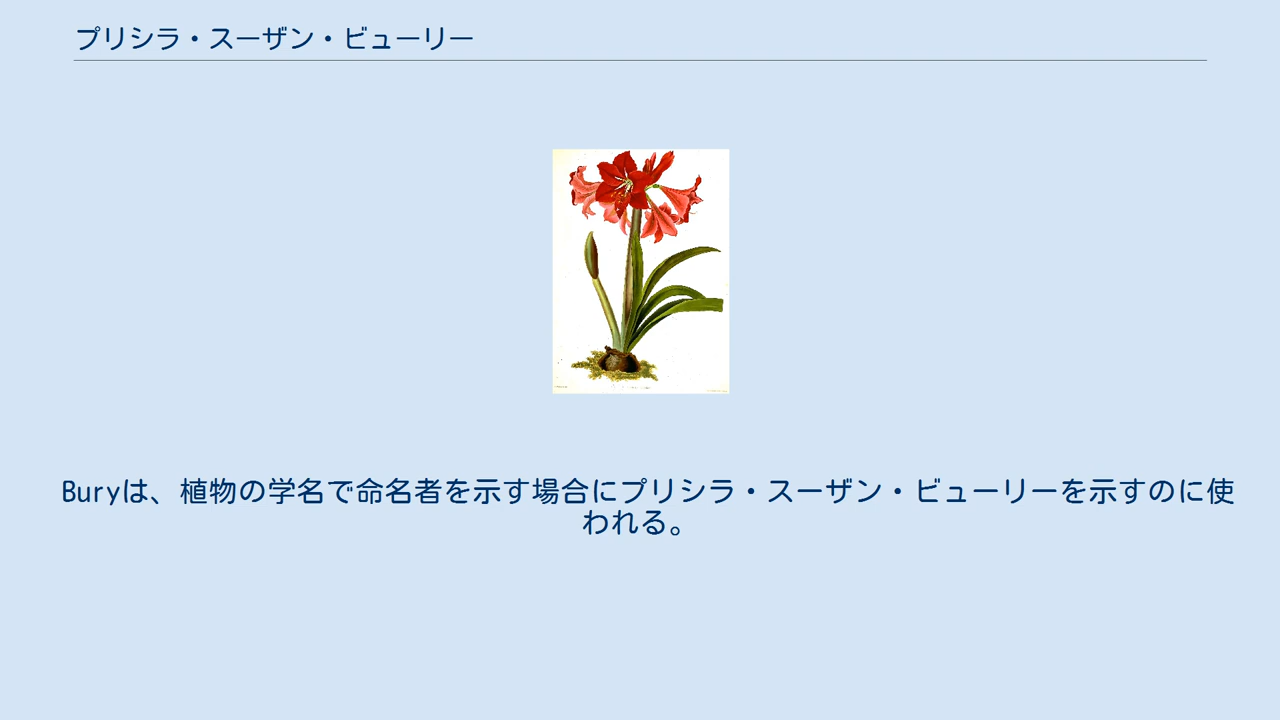 プリシラ・スーザン・ビューリー
Buryは、植物の学名で命名者を示す場合にプリシラ・スーザン・ビューリーを示すのに使
われる。